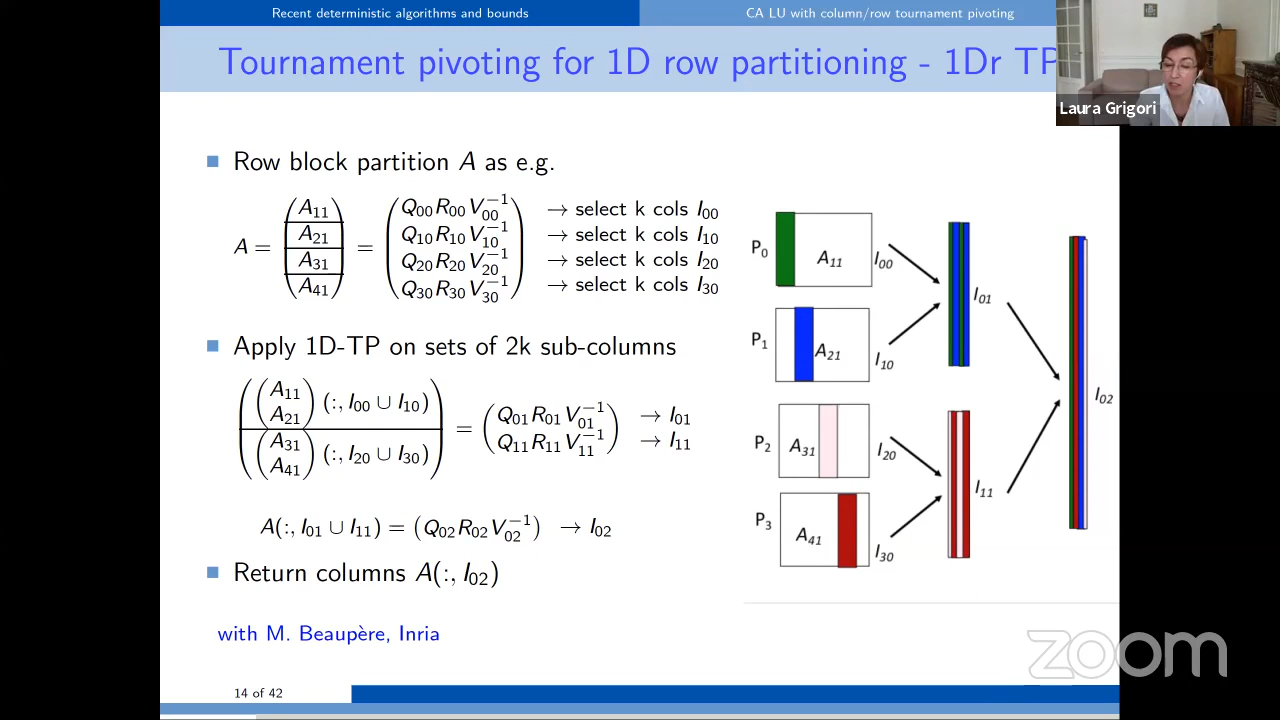 Recent deterministic algorithms and bounds
CA LU with column/row tournament pivoting
Tournament pivoting for 1D row partitioning - 1Dr TP
Laura Grigori
Row block partition A as e.g.
A = (A₁₁ A₂₁ A₃₁ A₄₁) = (Q₀₀R₀₀V₀₀⁻¹ Q₁₀R₁₀V₁₀⁻¹ Q₂₀R₂₀V₂₀⁻¹ Q₃₀R₃₀V₃₀⁻¹)
→ select k cols I₀₀
→ select k cols I₁₀
→ select k cols I₂₀
→ select k cols I₃₀
Apply 1D-TP on sets of 2k sub-columns
(A₁₁ A₂₁) (:, I₀₀ ∪ I₁₀)
(A₃₁ A₄₁) (:, I₂₀ ∪ I₃₀)
= (Q₀₁R₀₁V₀₁⁻¹ Q₁₁R₁₁V₁₁⁻¹)
→ I₀₁
→ I₁₁
A(:, I₀₁ ∪ I₁₁) = (Q₀₂R₀₂V₀₂⁻¹) → I₀₂
Return columns A(:, I₀₂)
with M. Beaupère, Inria
P₀ A₁₁ I₀₀
P₁ A₂₁ I₁₀
P₂ A₃₁ I₂₀
P₃ A₄₁ I₃₀
I₀₁
I₁₁
I₀₂
14 of 42
zoom